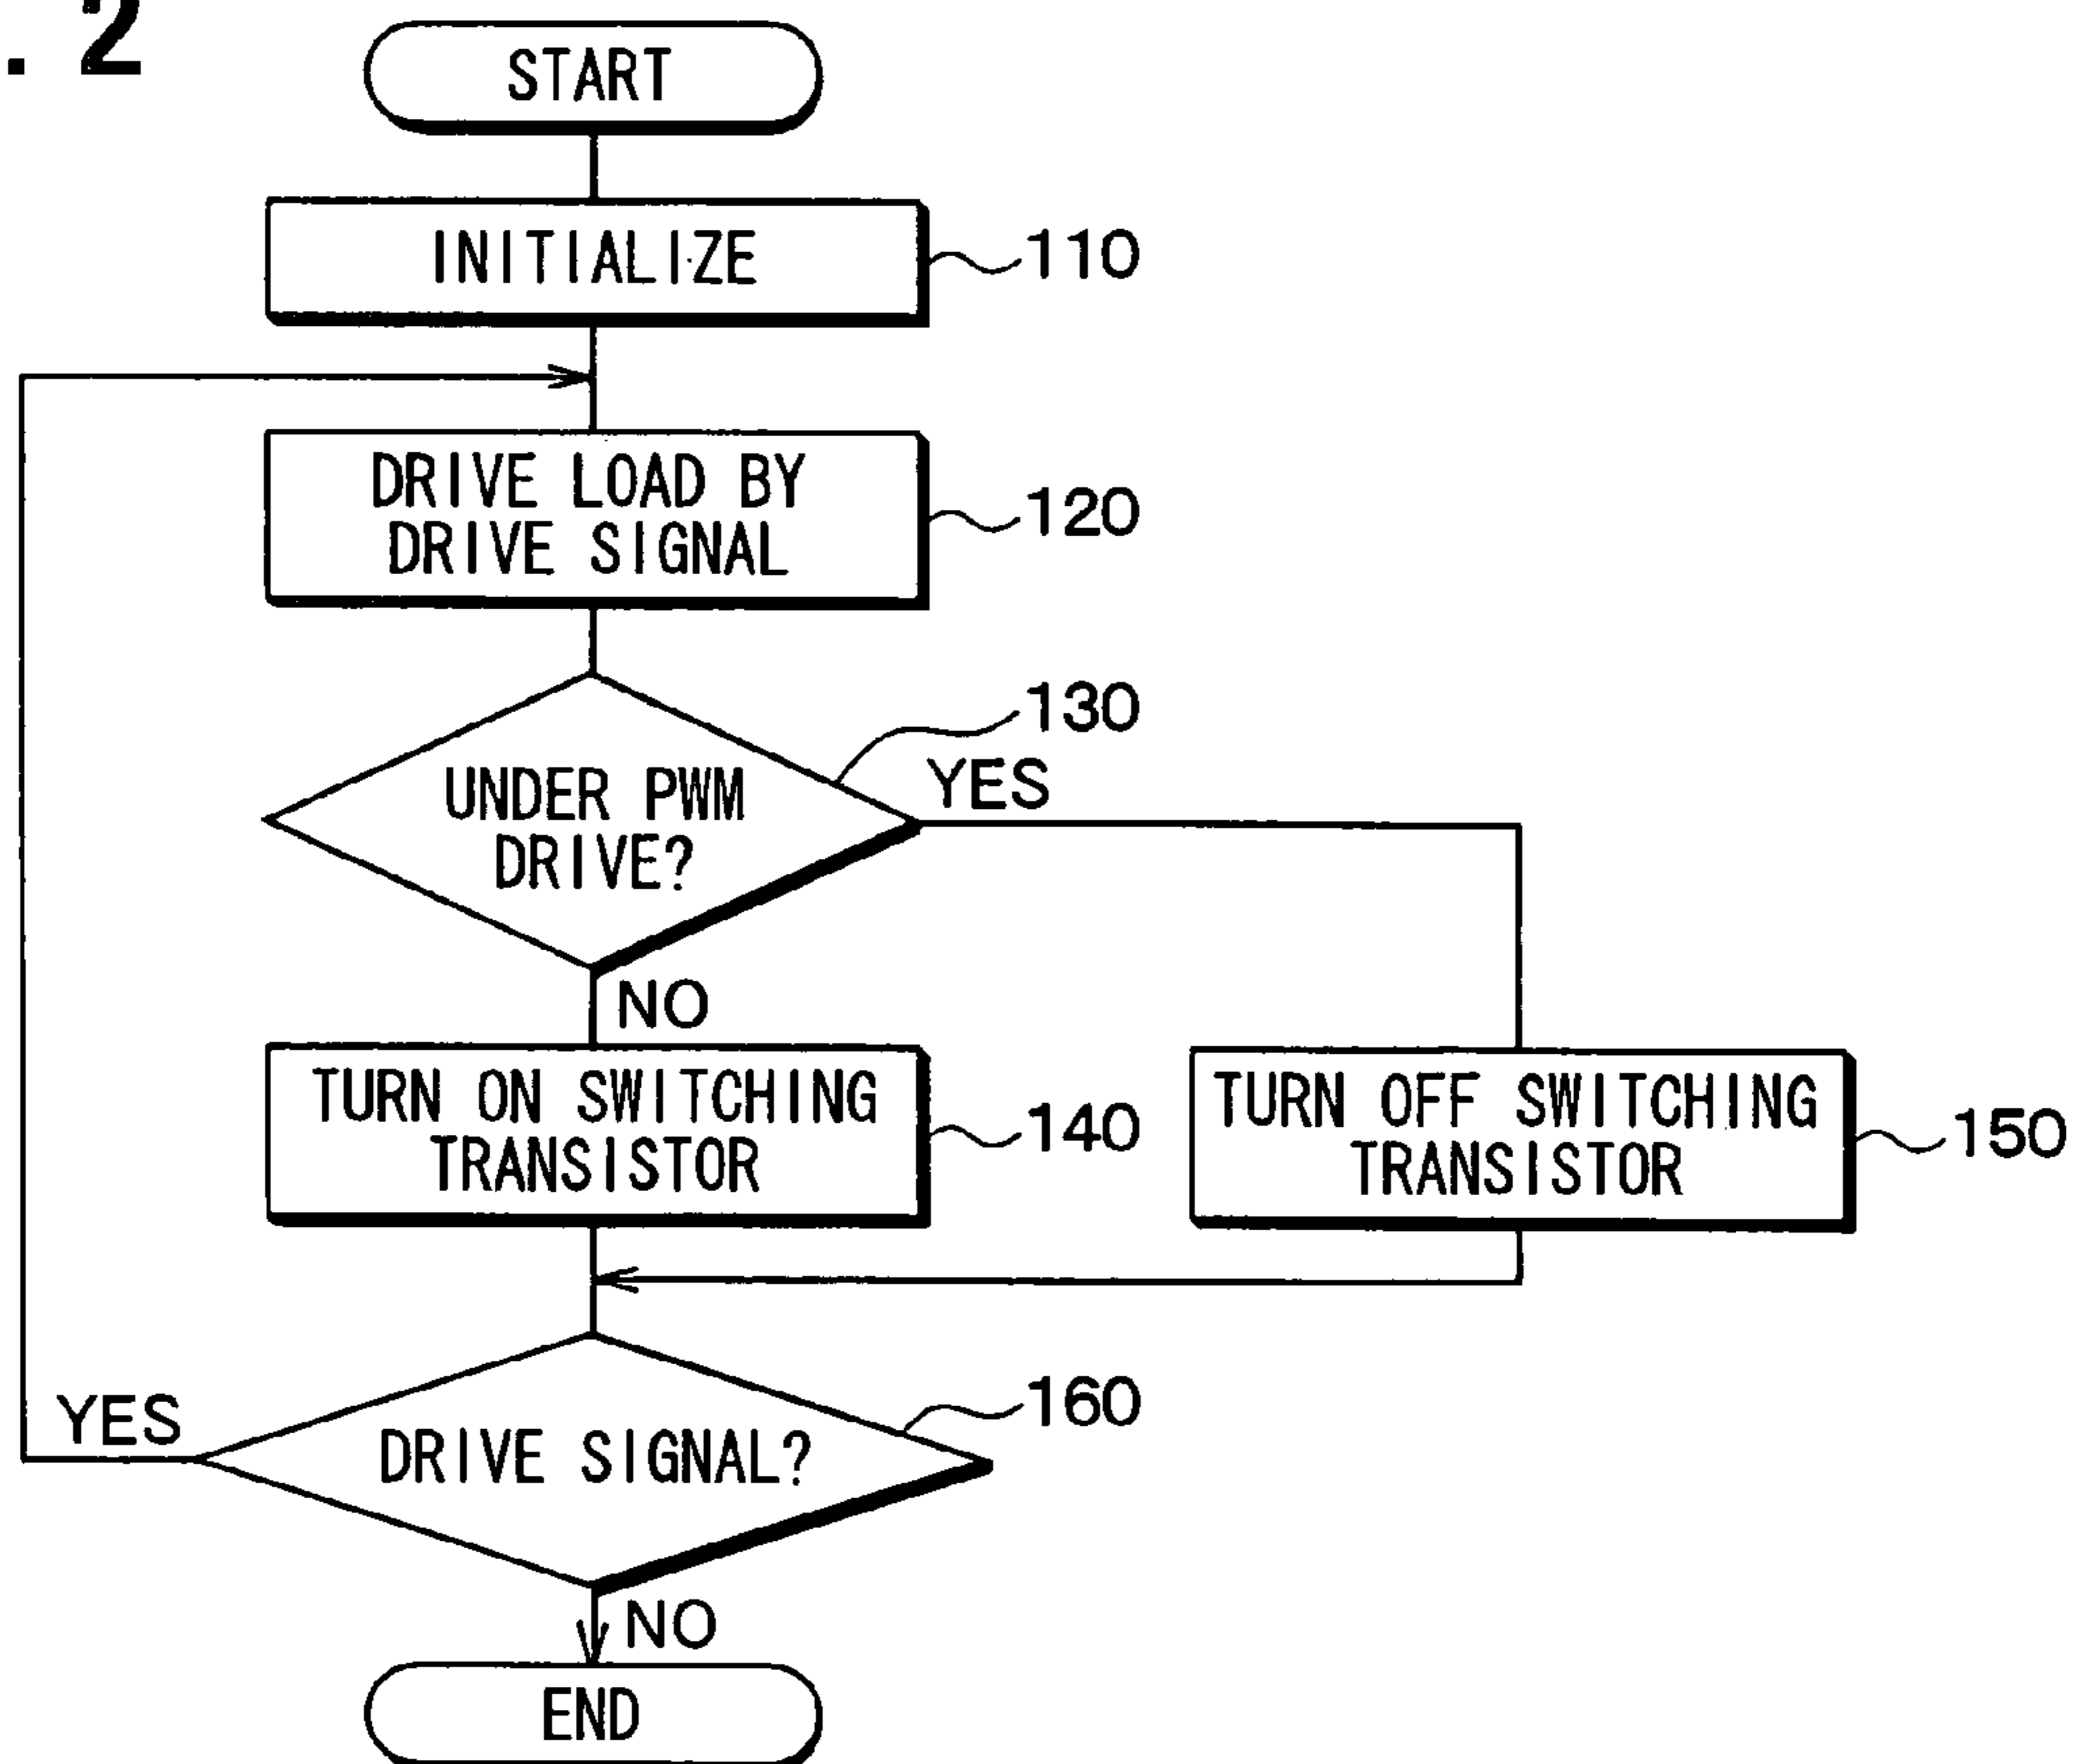 . 2
START
INITIALIZE
110
DRIVE LOAD BY
DRIVE SIGNAL
120
130
YES
UNDER PWM
DRIVE?
NO
TURN ON SWITCHING
TRANSISTOR
140
TURN OFF SWITCHING
TRANSISTOR
150
160
YES
DRIVE SIGNAL?
NO
END